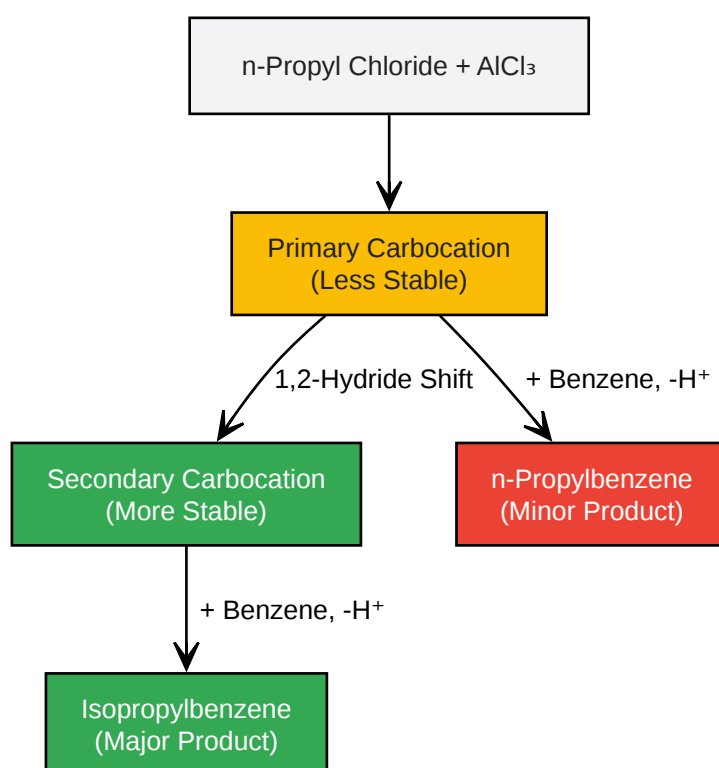 n-Propyl Chloride + AlCl₃
Primary Carbocation
(Less Stable)
1,2-Hydride Shift
+ Benzene, -H⁺
Secondary Carbocation
(More Stable)
n-Propylbenzene
(Minor Product)
+ Benzene, -H⁺
Isopropylbenzene
(Major Product)